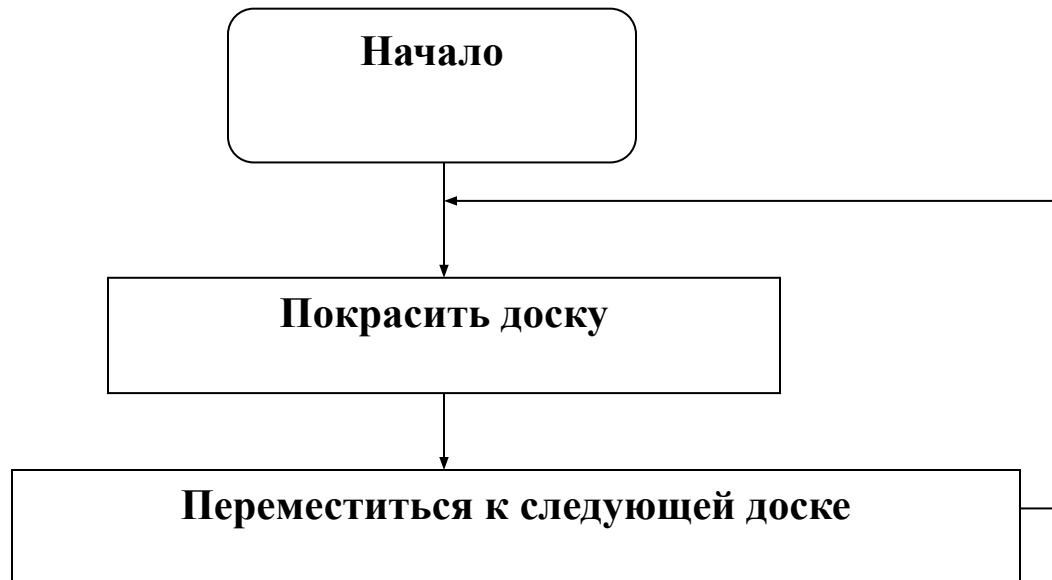 Начало
Покрасить доску
Переместиться к следующей доске